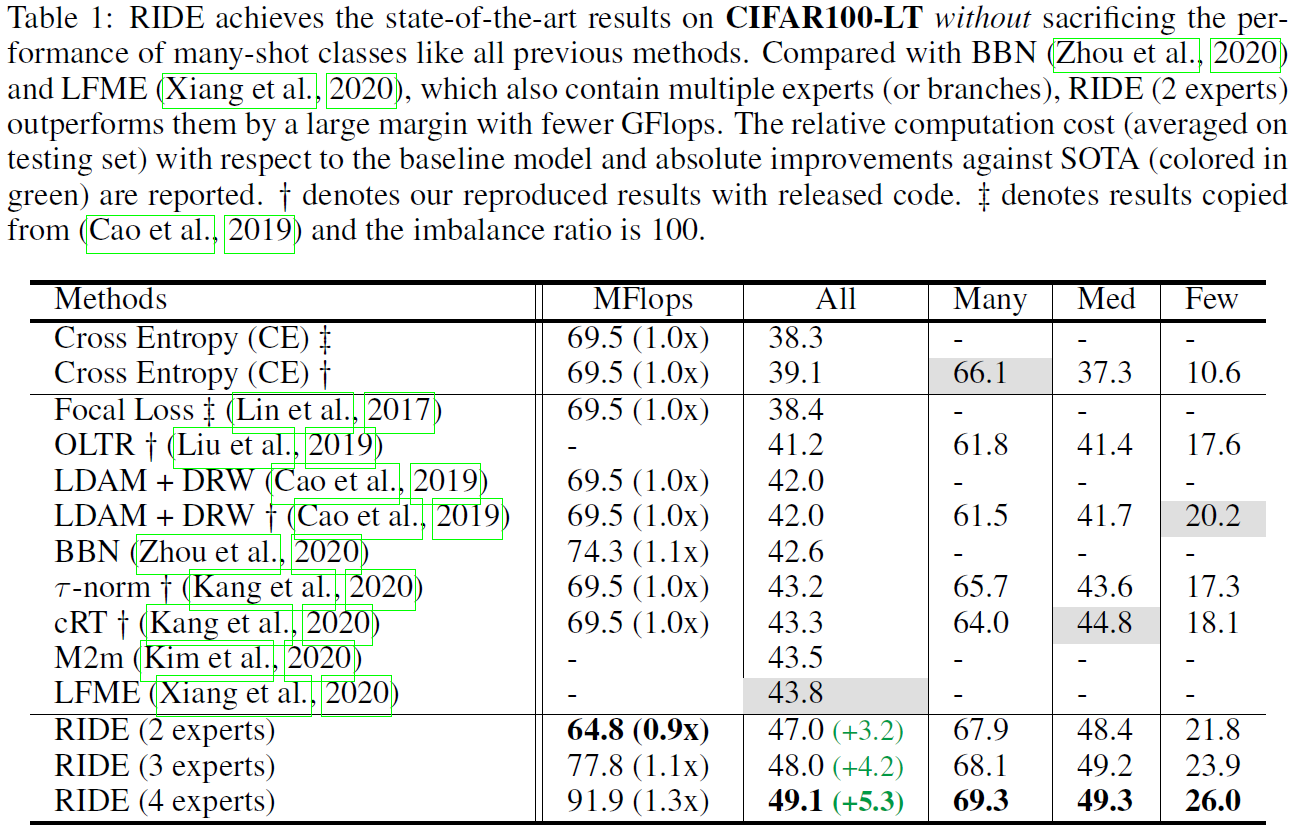 Table 1: RIDE achieves the state-of-the-art results on CIFAR100-LT without sacrificing the per-
formance of many-shot classes like all previous methods. Compared with BBN (Zhou et al., 2020)
and LFME (Xiang et al., 2020), which also contain multiple experts (or branches), RIDE (2 experts)
outperforms them by a large margin with fewer GFlops. The relative computation cost (averaged on
testing set) with respect to the baseline model and absolute improvements against SOTA (colored in
green) are reported. † denotes our reproduced results with released code. ‡ denotes results copied
from (Cao et al., 2019) and the imbalance ratio is 100.
Methods MFlops All Many Med Few
Cross Entropy (CE) ‡ 69.5 (1.0x) 38.3 - - -
Cross Entropy (CE) † 69.5 (1.0x) 39.1 66.1 37.3 10.6
Focal Loss ‡ (Lin et al., 2017) 69.5 (1.0x) 38.4 - - -
OLTR † (Liu et al., 2019) - 41.2 61.8 41.4 17.6
LDAM + DRW (Cao et al., 2019) 69.5 (1.0x) 42.0 - - -
LDAM + DRW † (Cao et al., 2019) 69.5 (1.0x) 42.0 61.5 41.7 20.2
BBN (Zhou et al., 2020) 74.3 (1.1x) 42.6 - - -
τ-norm † (Kang et al., 2020) 69.5 (1.0x) 43.2 65.7 43.6 17.3
cRT † (Kang et al., 2020) 69.5 (1.0x) 43.3 64.0 44.8 18.1
M2m (Kim et al., 2020) - 43.5 - - -
LFME (Xiang et al., 2020) - 43.8 - - -
RIDE (2 experts) 64.8 (0.9x) 47.0 (+3.2) 67.9 48.4 21.8
RIDE (3 experts) 77.8 (1.1x) 48.0 (+4.2) 68.1 49.2 23.9
RIDE (4 experts) 91.9 (1.3x) 49.1 (+5.3) 69.3 49.3 26.0